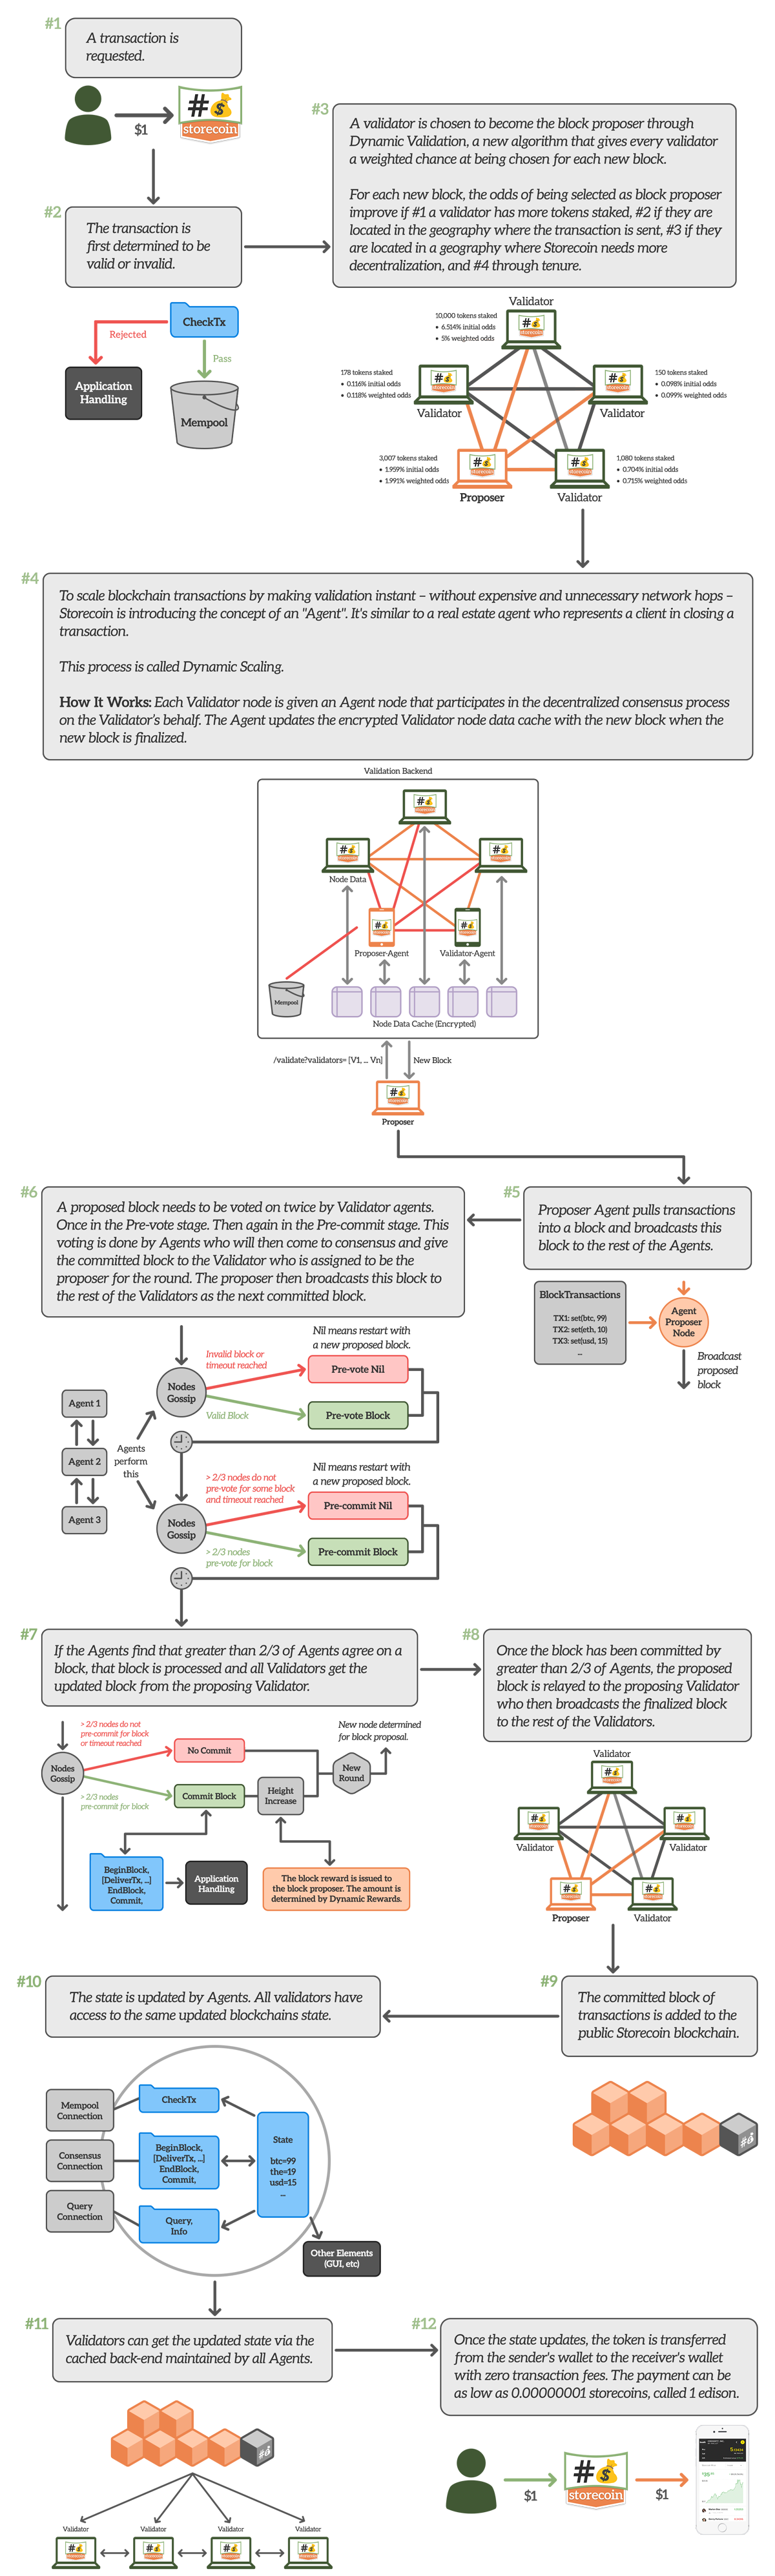 #1
A transaction is
requested.
$1
#
storecoin
#2
The transaction is
first determined to be
valid or invalid.
CheckTx
Rejected
Pass
Application
Handling
Mempool
#3
A validator is chosen to become the block proposer through
Dynamic Validation, a new algorithm that gives every validator
a weighted chance at being chosen for each new block.
For each new block, the odds of being selected as block proposer
improve if #1 a validator has more tokens staked, #2 if they are
located in the geography where the transaction is sent, #3 if they
are located in a geography where Storecoin needs more
decentralization, and #4 through tenure.
Validator
10,000 tokens staked
• 6.514% initial odds
• 5% weighted odds
178 tokens staked
• 0.116% initial odds
• 0.118% weighted odds
Validator
150 tokens staked
• 0.098% initial odds
• 0.099% weighted odds
Validator
3,007 tokens staked
• 1.959% initial odds
• 1.991% weighted odds
Proposer
1,080 tokens staked
• 0.704% initial odds
• 0.715% weighted odds
Validator
#4
To scale blockchain transactions by making validation instant – without expensive and unnecessary network hops –
Storecoin is introducing the concept of an "Agent". It's similar to a real estate agent who represents a client in closing a
transaction.
This process is called Dynamic Scaling.
How It Works: Each Validator node is given an Agent node that participates in the decentralized consensus process
on the Validator's behalf. The Agent updates the encrypted Validator node data cache with the new block when the
new block is finalized.
Validation Backend
Node Data
Proposer-Agent
Validator-Agent
Mempool
Node Data Cache (Encrypted)
/validate?validators= [V1, ... Vn]
New Block
Proposer
#5
Proposer Agent pulls transactions
into a block and broadcasts this
block to the rest of the Agents.
BlockTransactions
TX1: set(btc, 99)
TX2: set(eth, 10)
TX3: set(usd, 15)
...
Agent
Proposer
Node
Broadcast
proposed
block
#6
A proposed block needs to be voted on twice by Validator agents.
Once in the Pre-vote stage. Then again in the Pre-commit stage. This
voting is done by Agents who will then come to consensus and give
the committed block to the Validator who is assigned to be the
proposer for the round. The proposer then broadcasts this block to
the rest of the Validators as the next committed block.
Nil means restart with
a new proposed block.
Invalid block or
timeout reached
Pre-vote Nil
Nodes
Gossip
Valid Block
Pre-vote Block
Agent 1
Agent 2
Agent 3
Agents
perform
this
Nil means restart with
a new proposed block.
> 2/3 nodes do not
pre-vote for some block
and timeout reached
Pre-commit Nil
Nodes
Gossip
> 2/3 nodes
pre-vote for block
Pre-commit Block
#7
If the Agents find that greater than 2/3 of Agents agree on a
block, that block is processed and all Validators get the
updated block from the proposing Validator.
> 2/3 nodes do not
pre-commit for block
or timeout reached
No Commit
New node determined
for block proposal.
Nodes
Gossip
> 2/3 nodes
pre-commit for block
Commit Block
Height
Increase
New
Round
BeginBlock,
[DeliverTx, ...]
EndBlock,
Commit,
Application
Handling
The block reward is issued to
the block proposer. The amount is
determined by Dynamic Rewards.
#8
Once the block has been committed by
greater than 2/3 of Agents, the proposed
block is relayed to the proposing Validator
who then broadcasts the finalized block
to the rest of the Validators.
Validator
Validator
Validator
Proposer
Validator
#9
The committed block of
transactions is added to the
public Storecoin blockchain.
#10
The state is updated by Agents. All validators have
access to the same updated blockchains state.
Mempool
Connection
CheckTx
Consensus
Connection
BeginBlock,
[DeliverTx, ...]
EndBlock,
Commit,
Query
Connection
Query,
Info
State
btc=99
the=19
usd=15
...
Other Elements
(GUI, etc)
#11
Validators can get the updated state via the
cached back-end maintained by all Agents.
Validator
Validator
Validator
Validator
#12
Once the state updates, the token is transferred
from the sender's wallet to the receiver's wallet
with zero transaction fees. The payment can be
as low as 0.00000001 storecoins, called 1 edison.
$1
#
storecoin
$1